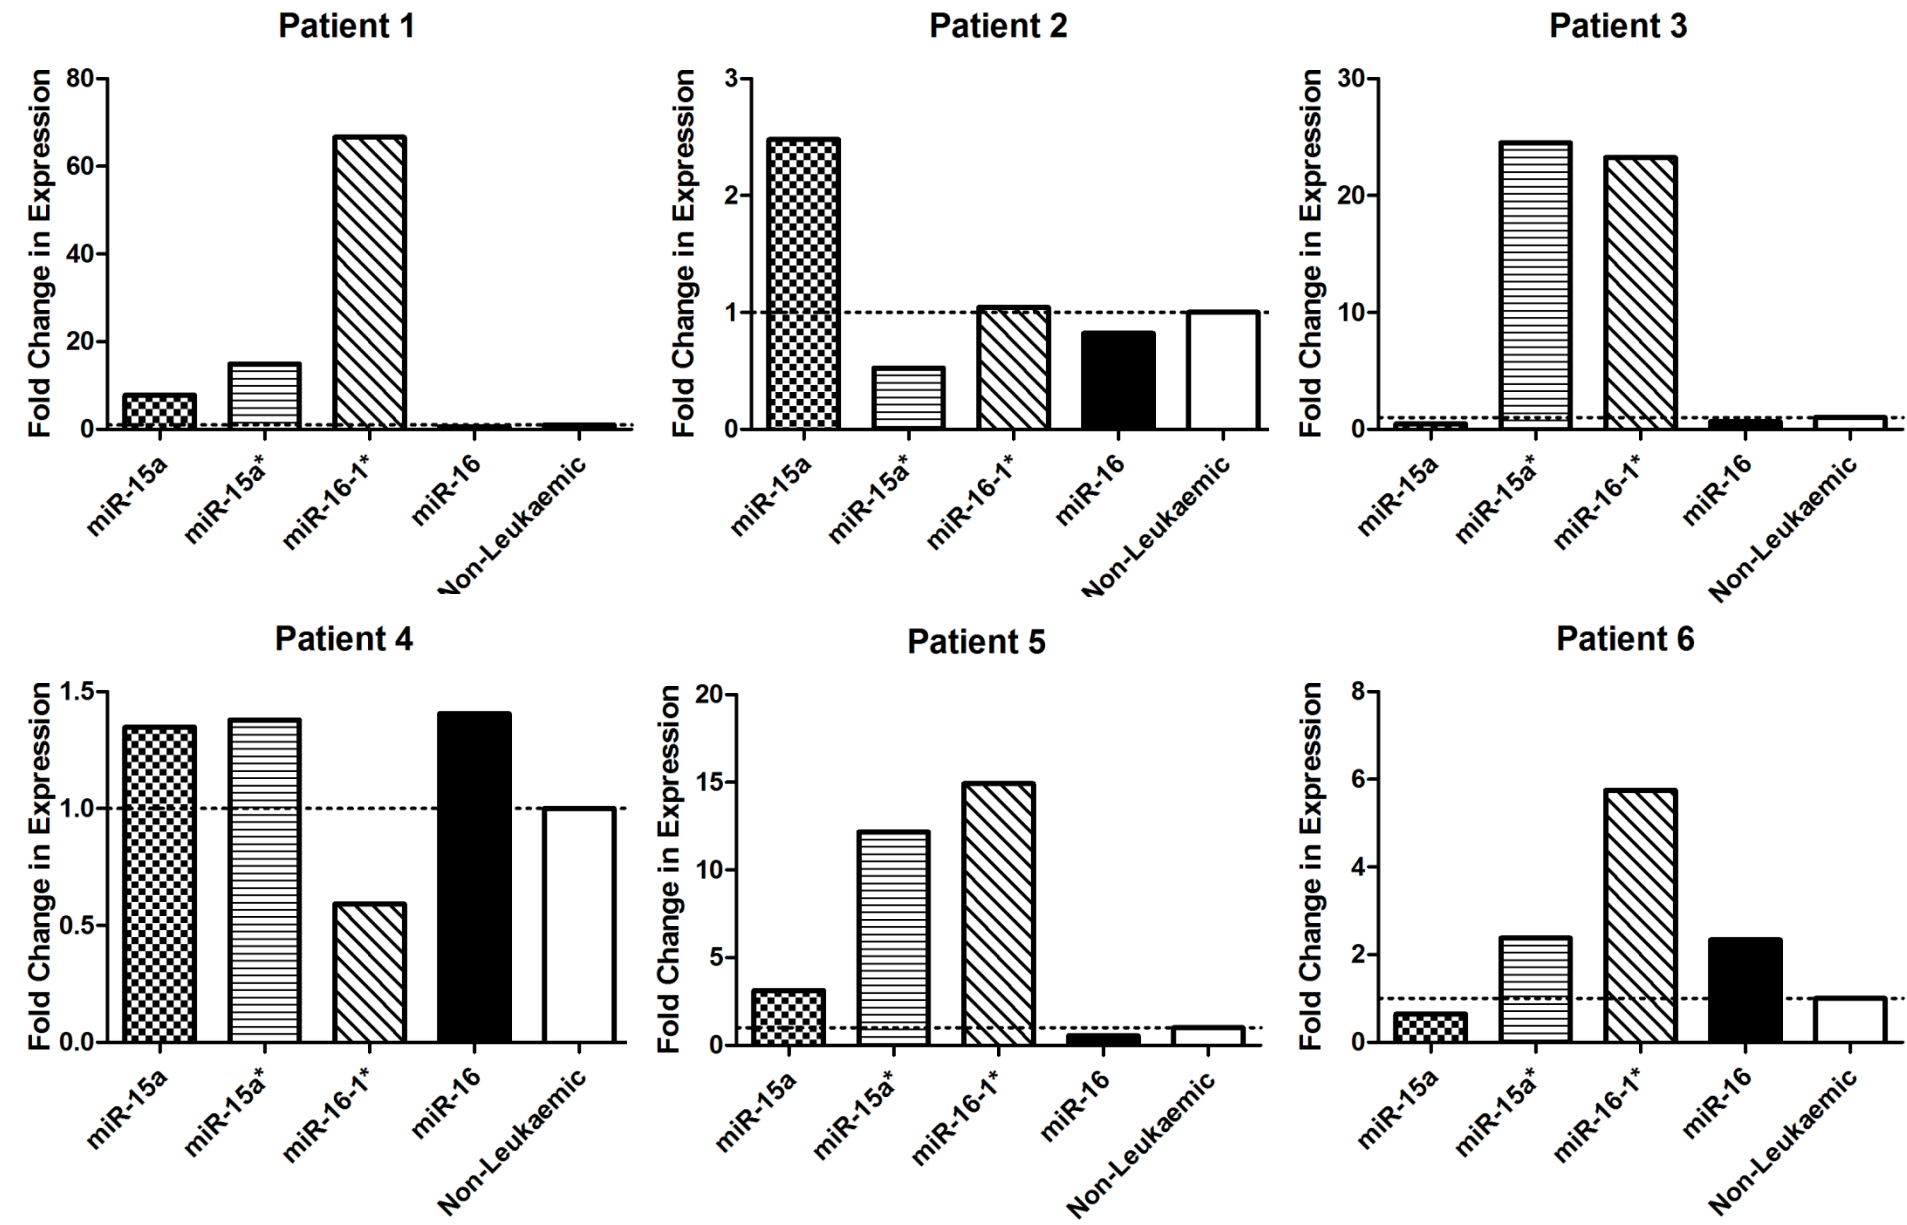 Patient 1
Fold Change in Expression
80
60
40
20
0
miR-15a
miR-15a*
miR-16-1*
miR-16
Non-Leukaemic
Patient 2
Fold Change in Expression
3
2
1
0
miR-15a
miR-15a*
miR-16-1*
miR-16
Non-Leukaemic
Patient 3
Fold Change in Expression
30
20
10
0
miR-15a
miR-15a*
miR-16-1*
miR-16
Non-Leukaemic
Patient 4
Fold Change in Expression
1.5
1.0
0.5
0.0
miR-15a
miR-15a*
miR-16-1*
miR-16
Non-Leukaemic
Patient 5
Fold Change in Expression
20
15
10
5
0
miR-15a
miR-15a*
miR-16-1*
miR-16
Non-Leukaemic
Patient 6
Fold Change in Expression
8
6
4
2
0
miR-15a
miR-15a*
miR-16-1*
miR-16
Non-Leukaemic